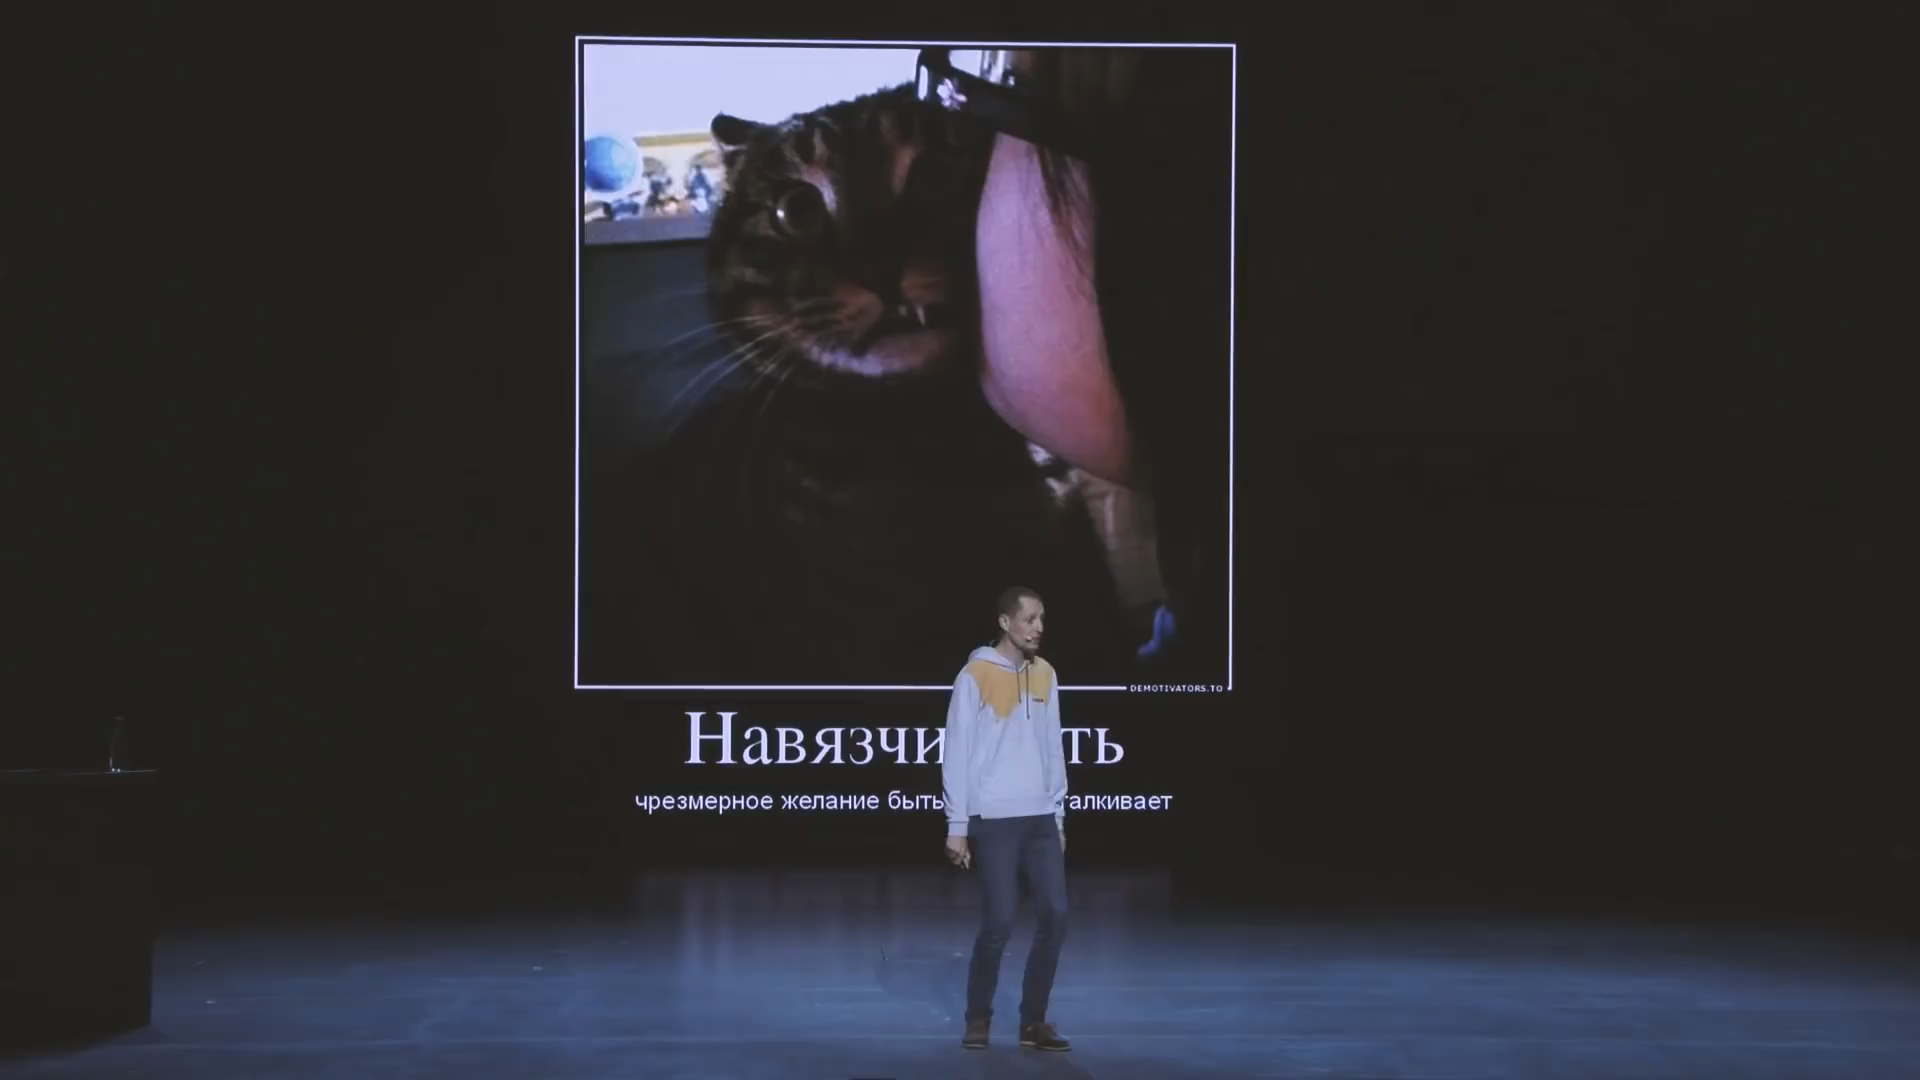 DEMOTIVATORS.TO
Навязчи ть
чрезмерное желание быть талкивает